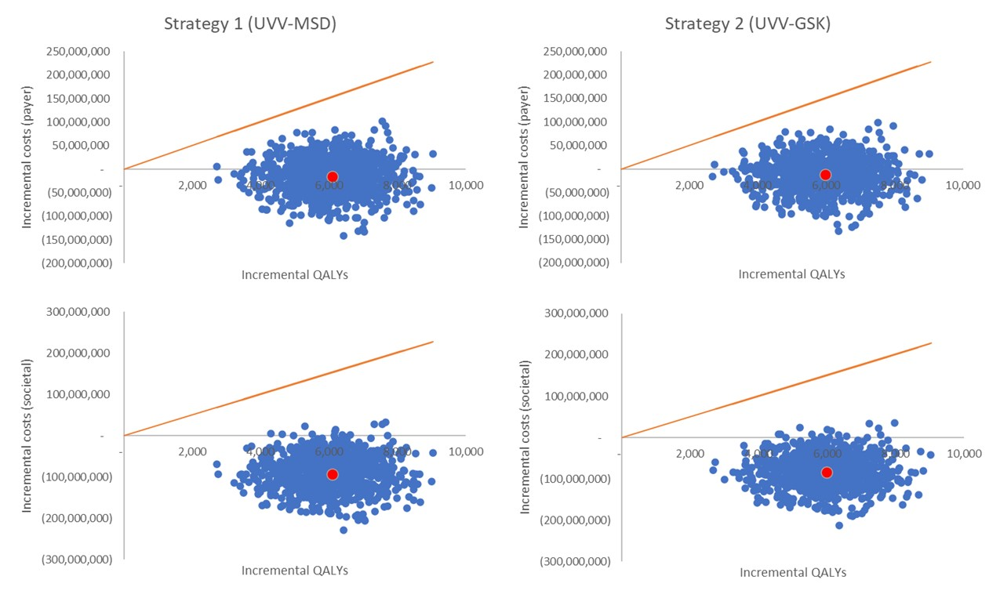 Strategy 1 (UVV-MSD)
Incremental costs (payer)
250,000,000
200,000,000
150,000,000
100,000,000
50,000,000
-
(50,000,000)
(100,000,000)
(150,000,000)
(200,000,000)
- 2,000 4,000 6,000 8,000 10,000
Incremental QALYs
Strategy 2 (UVV-GSK)
Incremental costs (payer)
250,000,000
200,000,000
150,000,000
100,000,000
50,000,000
-
(50,000,000)
(100,000,000)
(150,000,000)
(200,000,000)
- 2,000 4,000 6,000 8,000 10,000
Incremental QALYs
Incremental costs (societal)
300,000,000
200,000,000
100,000,000
-
(100,000,000)
(200,000,000)
(300,000,000)
- 2,000 4,000 6,000 8,000 10,000
Incremental QALYs
Incremental costs (societal)
300,000,000
200,000,000
100,000,000
-
(100,000,000)
(200,000,000)
(300,000,000)
- 2,000 4,000 6,000 8,000 10,000
Incremental QALYs